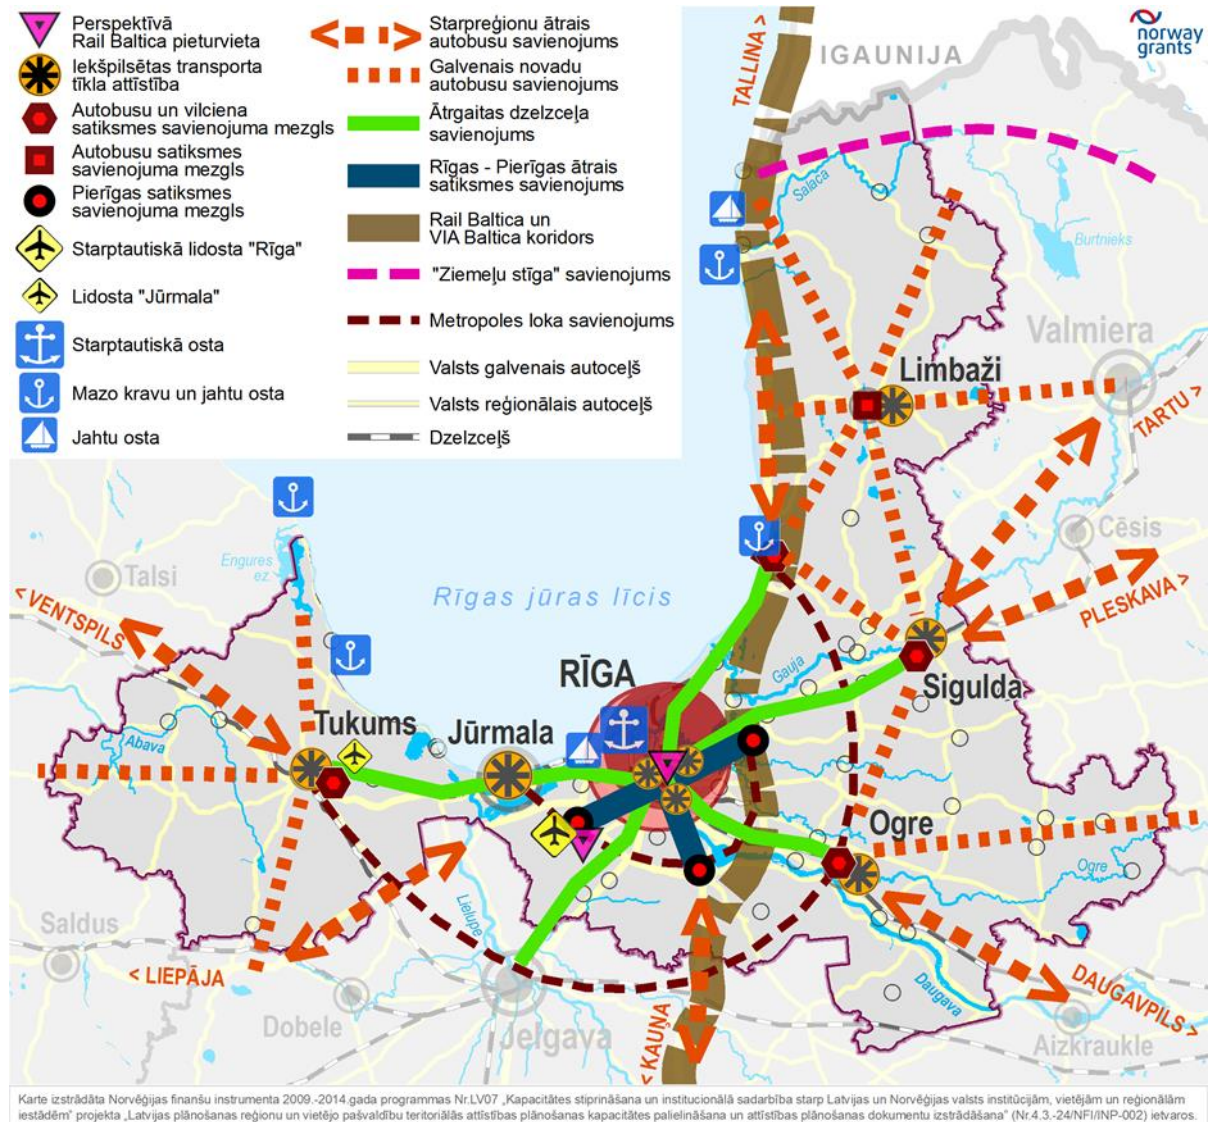 Perspektīvā
Rail Baltica pieturvieta
Iekšpilsētas transporta
tīkla attīstība
Autobusu un vilciena
satiksmes savienojuma mezgls
Autobusu satiksmes
savienojuma mezgls
Pierīgas satiksmes
savienojuma mezgls
Starptautiskā lidosta "Rīga"
Lidosta "Jūrmala"
Starptautiskā osta
Mazo kravu un jahtu osta
Jahtu osta
Starpreģionu ātrais
autobusu savienojums
Galvenais novadu
autobusu savienojums
Ātrgaitas dzelzceļa
savienojums
Rīgas - Pierīgas ātrais
satiksmes savienojums
Rail Baltica un
VIA Baltica koridors
"Ziemeļu stīga" savienojums
Metropoles loka savienojums
Valsts galvenais autoceļš
Valsts reģionālais autoceļš
Dzelzceļš
norway
grants
TALLINA >
IGAUNIJA
Salaca
Burtnieks
Valmiera
Limbaži
TARTU >
Cēsis
PLESKAVA >
Engures
ez.
Talsi
< VENTSPILS
Rīgas jūras līcis
RĪGA
Gauja
Sigulda
Tukums
Jūrmala
Abava
Ogre
Ogre
Lielupe
Saldus
< LIEPĀJA
Dobele
Jelgava
< KAUŅA
Daugava
DAUGAVPILS >
Aizkraukle
Karte izstrādāta Norvēģijas finanšu instrumenta 2009.-2014.gada programmas Nr.LV07 „Kapacitātes stiprināšana un institucionālā sadarbība starp Latvijas un Norvēģijas valsts institūcijām, vietējām un reģionālām
iestādēm” projekta „Latvijas plānošanas reģionu un vietējo pašvaldību teritoriālās attīstības plānošanas kapacitātes palielināšana un attīstības plānošanas dokumentu izstrādāšana” (Nr.4.3.-24/NFI/INP-002) ietvaros.